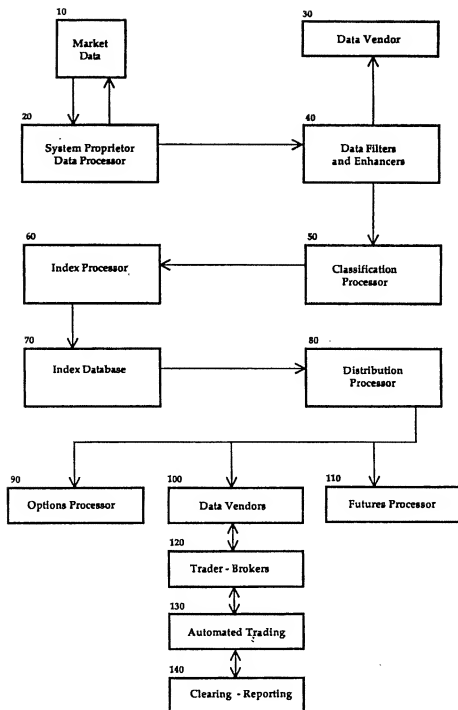 10
Market
Data
30
Data Vendor
20
System Proprietor
Data Processor
40
Data Filters
and Enhancers
60
Index Processor
50
Classification
Processor
70
Index Database
80
Distribution
Processor
90
Options Processor
100
Data Vendors
110
Futures Processor
120
Trader - Brokers
130
Automated Trading
140
Clearing - Reporting